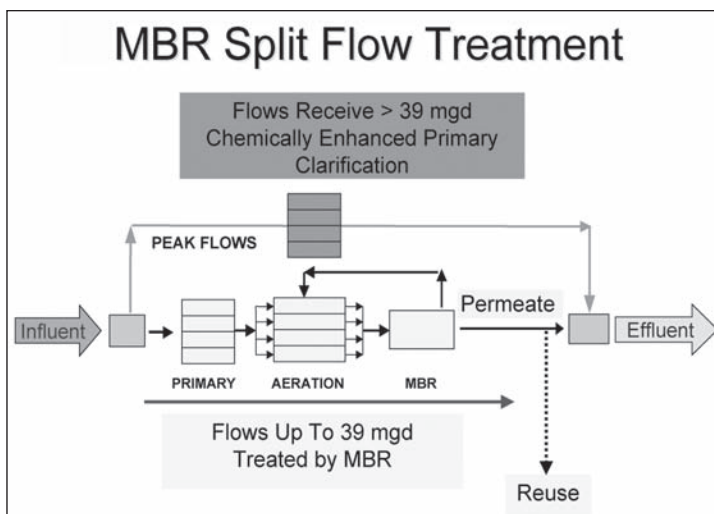 MBR Split Flow Treatment
Flows Receive > 39 mgd
Chemically Enhanced Primary
Clarification
PEAK FLOWS
Permeate
Influent
Effluent
PRIMARY
AERATION
MBR
Flows Up To 39 mgd
Treated by MBR
Reuse